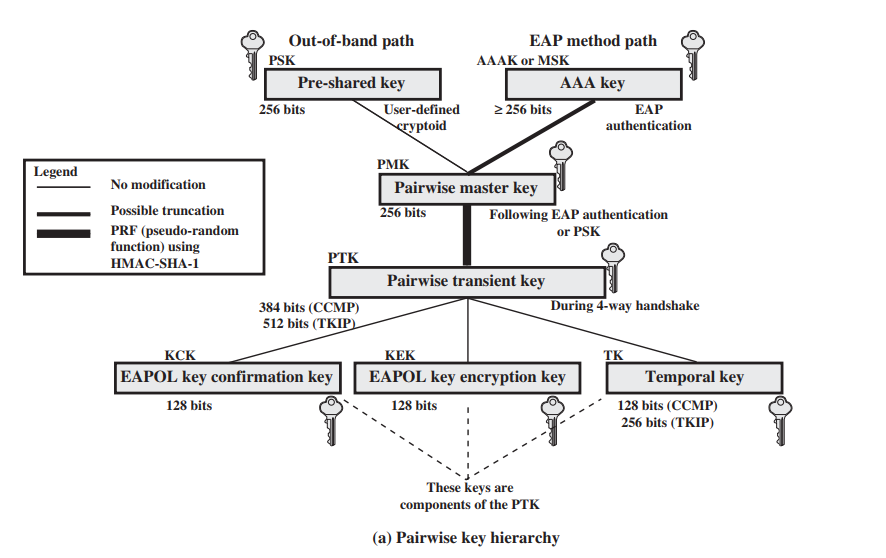 Out-of-band path
EAP method path
PSK
AAAK or MSK
Pre-shared key
AAA key
256 bits
User-defined
cryptoid
≥ 256 bits
EAP
authentication
Legend
No modification
Possible truncation
PRF (pseudo-random
function) using
HMAC-SHA-1
PMK
Pairwise master key
256 bits
Following EAP authentication
or PSK
PTK
Pairwise transient key
384 bits (CCMP)
512 bits (TKIP)
During 4-way handshake
KCK
KEK
TK
EAPOL key confirmation key
EAPOL key encryption key
Temporal key
128 bits
128 bits
128 bits (CCMP)
256 bits (TKIP)
These keys are
components of the PTK
(a) Pairwise key hierarchy